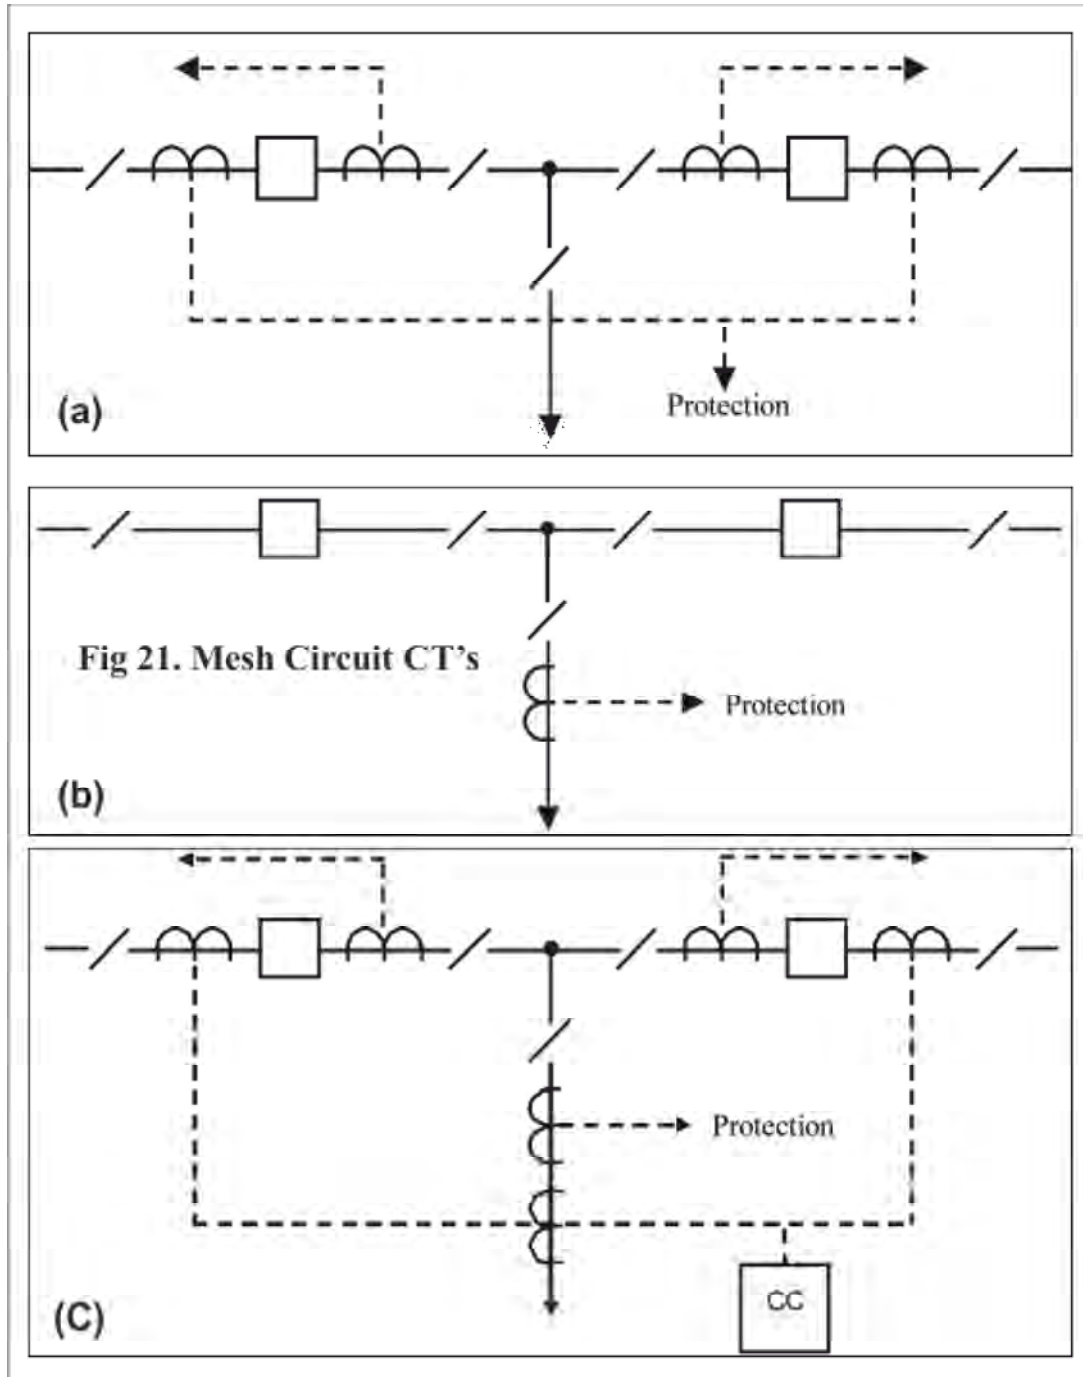 Protection
(a)
Fig 21. Mesh Circuit CT's
Protection
(b)
Protection
CC
(C)